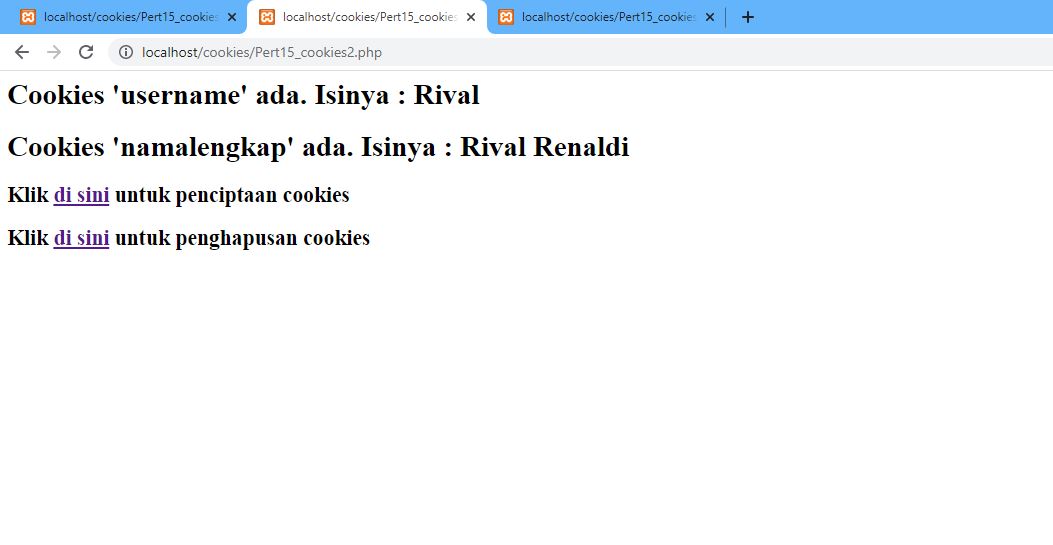 localhost/cookies/Pert15_cookies
localhost/cookies/Pert15_cookies
localhost/cookies/Pert15_cookies
localhost/cookies/Pert15_cookies2.php
Cookies 'username' ada. Isinya : Rival
Cookies 'namalengkap' ada. Isinya : Rival Renaldi
Klik di sini untuk penciptaan cookies
Klik di sini untuk penghapusan cookies